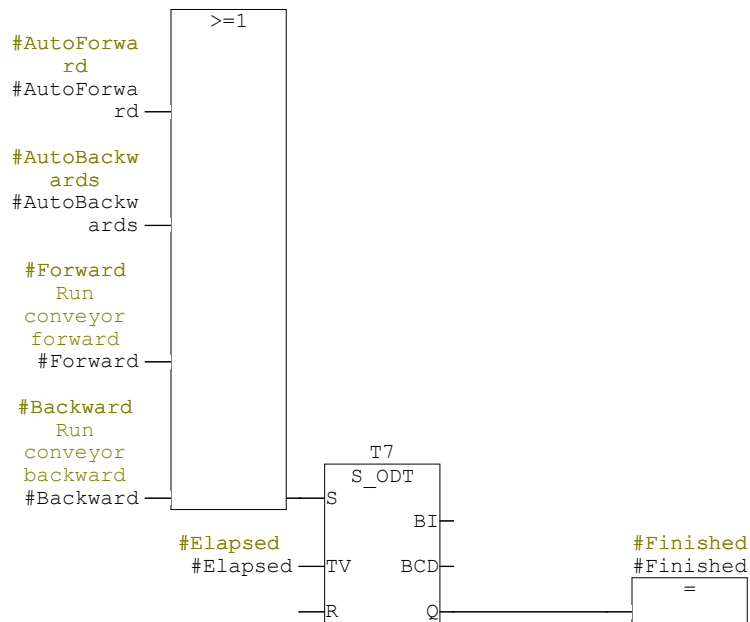 >=1
#AutoForwa
rd
#AutoForwa
rd
#AutoBackw
ards
#AutoBackw
ards
#Forward
Run
conveyor
forward
#Forward
#Backward
Run
conveyor
backward
#Backward
T7
S_ODT
S
BI
#Elapsed
#Elapsed
TV
BCD
R
Q
#Finished
#Finished
=